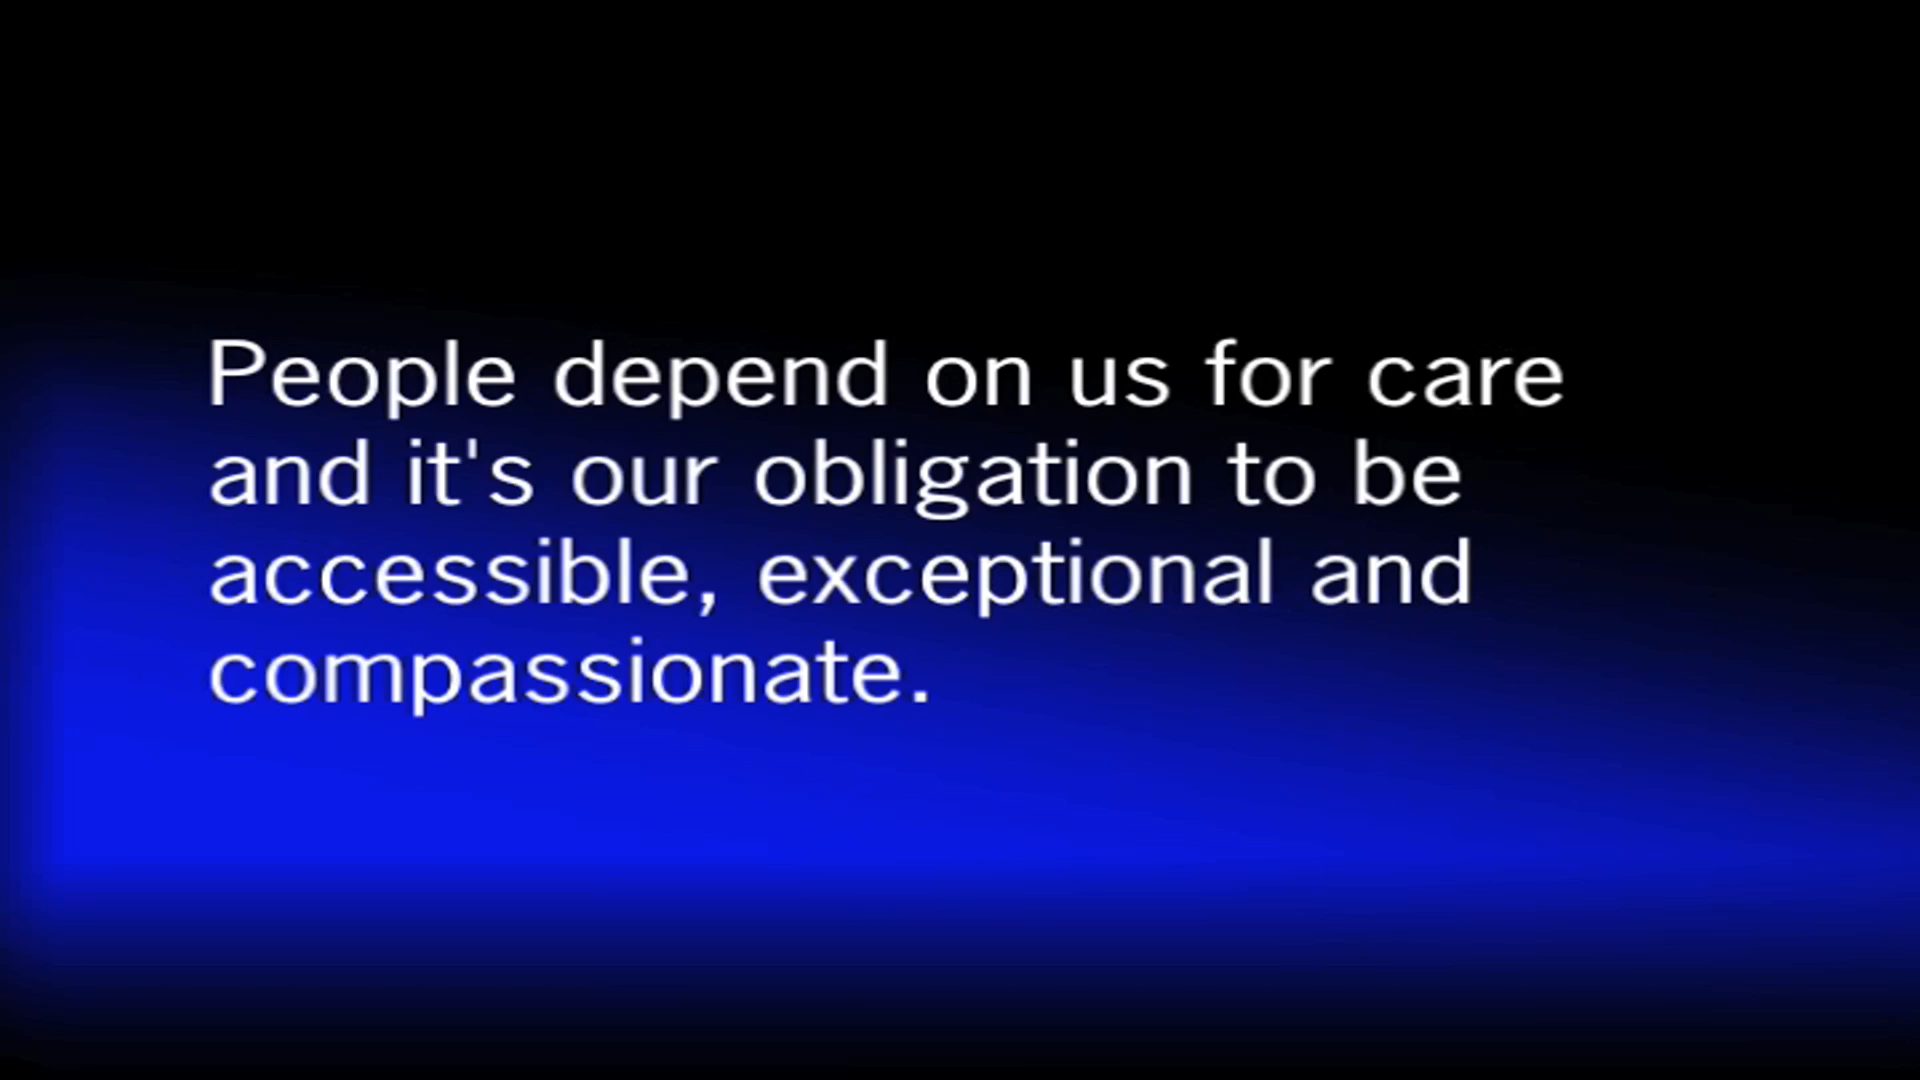 People depend on us for care
and it's our obligation to be
accessible, exceptional and
compassionate.